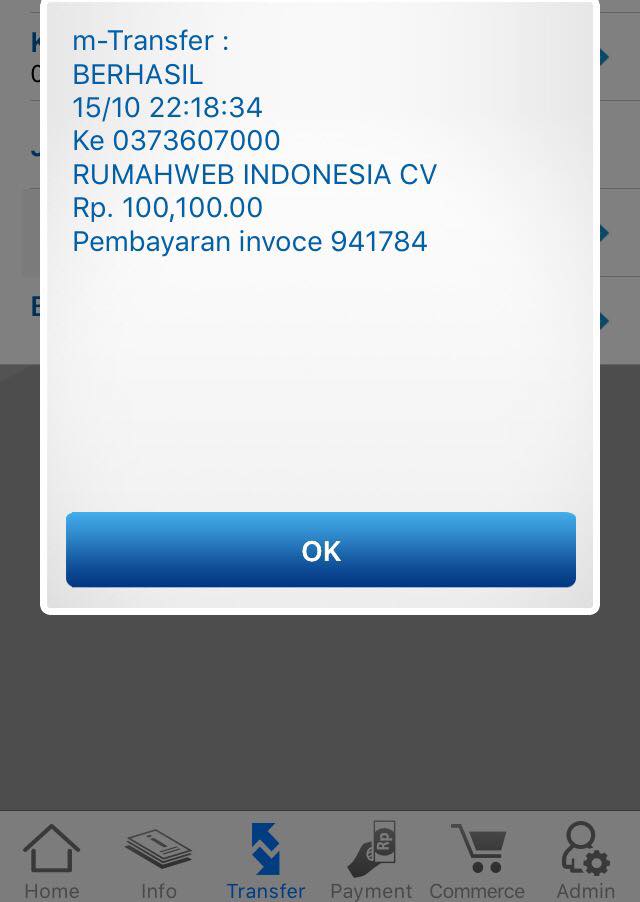 m-Transfer :
BERHASIL
15/10 22:18:34
Ke 0373607000
RUMAHWEB INDONESIA CV
Rp. 100,100.00
Pembayaran invoce 941784
OK
Rp
Home Info Transfer Payment Commerce Admin